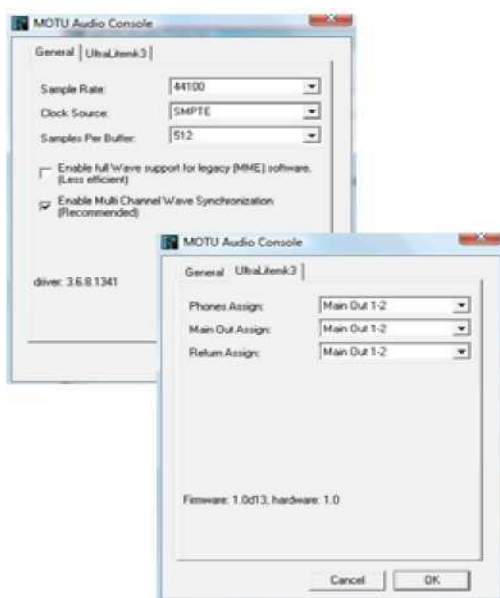 MOTU Audio Console
General UltraLitemk3
Sample Rate: 44100
Clock Source: SMPTE
Samples Per Buffer: 512
Enable full Wave support for legacy (MME) software.
(Less efficient)
Enable Multi Channel Wave Synchronization
(Recommended)
driver: 3.6.8.1341
MOTU Audio Console
General UltraLitemk3
Phones Assign: Main Out 1-2
Main Out Assign: Main Out 1-2
Return Assign: Main Out 1-2
Firmware: 1.0d13, hardware: 1.0
Cancel OK